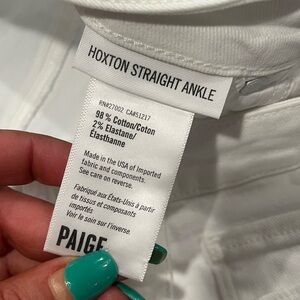 HOXTON STRAIGHT ANKLE
RN#27002 CA#51217
98% Cotton/Coton
2% Elastane/
Élasthanne
Made in the USA of Imported
fabric and components.
See care on reverse.
Fabriqué aux États-Unis à partir
de tissus et composants
importés
Voir le soin sur l'inverse.
PAIGE